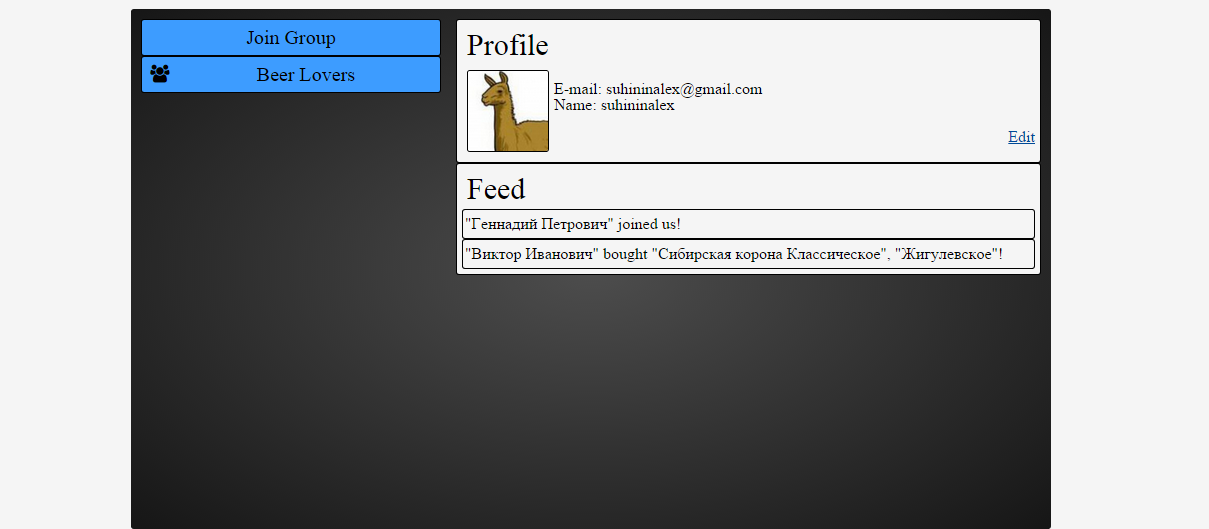 Join Group
Beer Lovers
Profile
E-mail: suhininalex@gmail.com
Name: suhininalex
Edit
Feed
"Геннадий Петрович" joined us!
"Виктор Иванович" bought "Сибирская корона Классическое", "Жигулевское"!